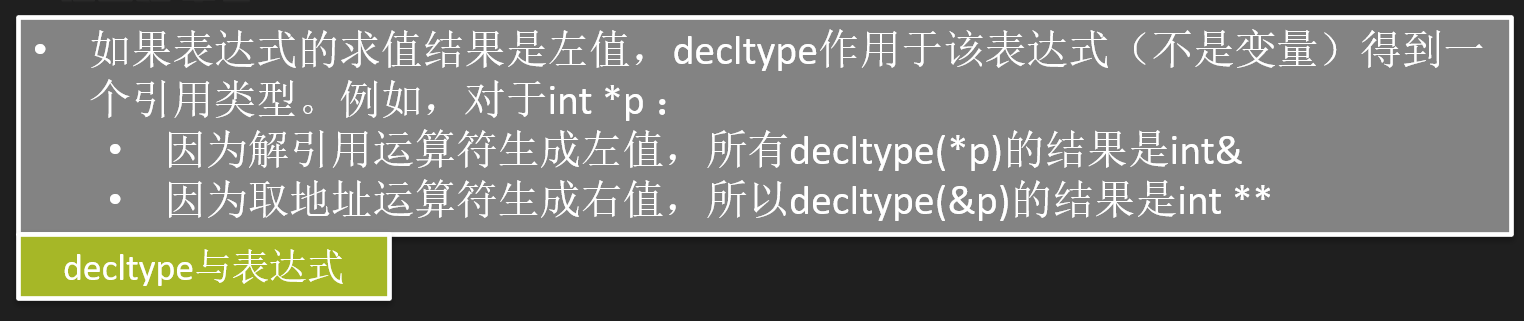 • 如果表达式的求值结果是左值，decltype作用于该表达式（不是变量）得到一
个引用类型。例如，对于int *p：
• 因为解引用运算符生成左值，所有decltype(*p)的结果是int&
• 因为取地址运算符生成右值，所以decltype(&p)的结果是int **
decltype与表达式